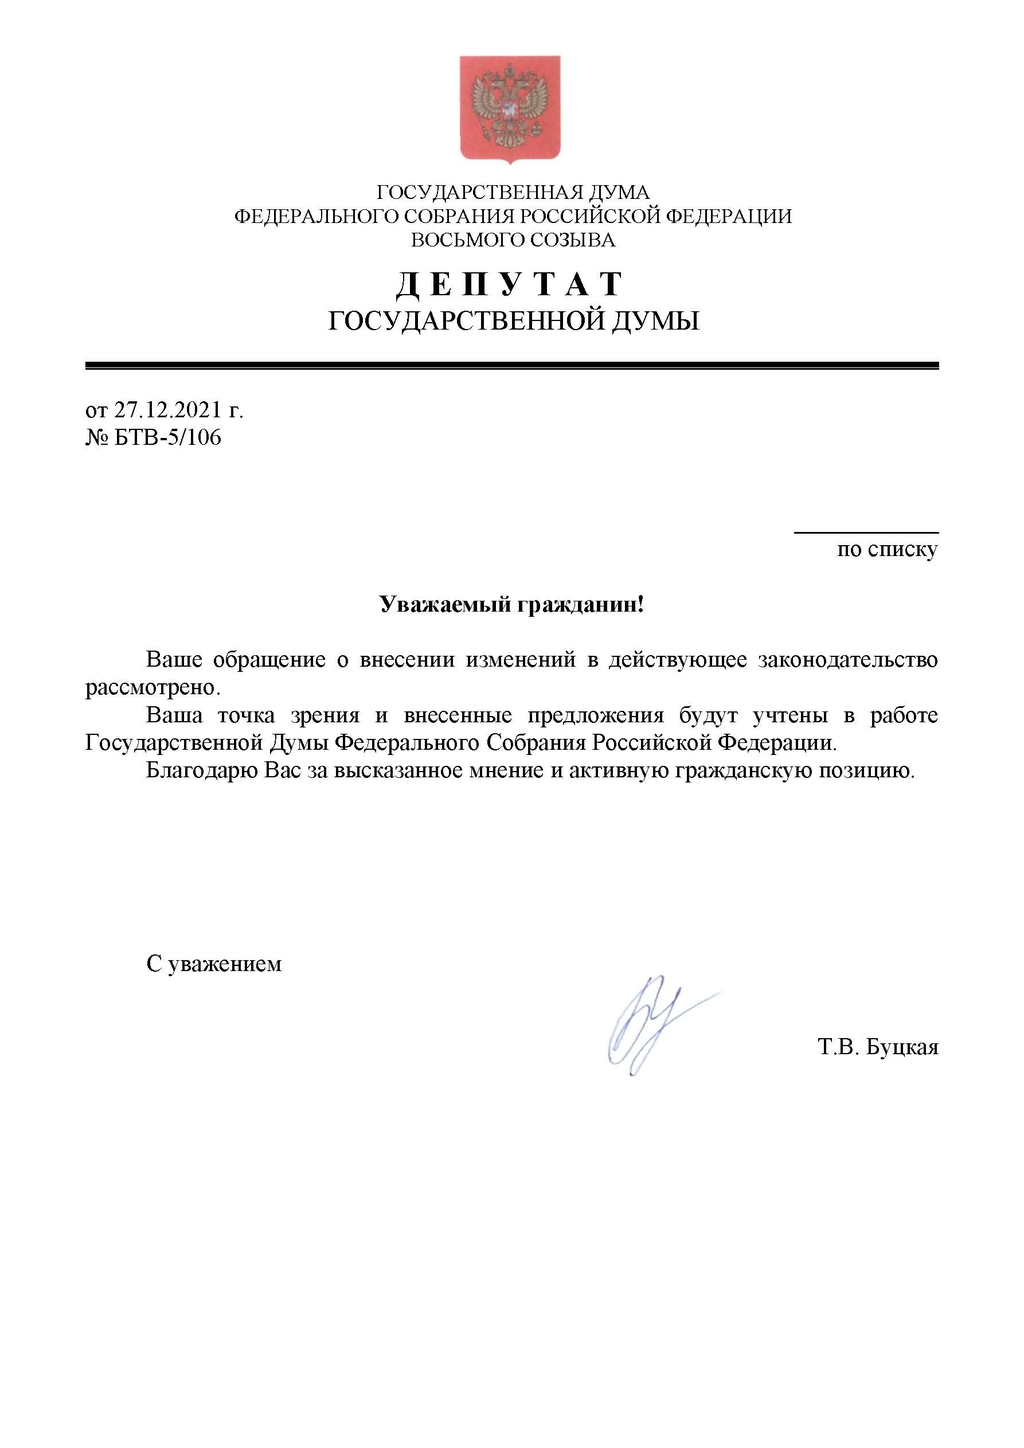 ГОСУДАРСТВЕННАЯ ДУМА
ФЕДЕРАЛЬНОГО СОБРАНИЯ РОССИЙСКОЙ ФЕДЕРАЦИИ
ВОСЬМОГО СОЗЫВА
ДЕПУТАТ
ГОСУДАРСТВЕННОЙ ДУМЫ
от 27.12.2021 г.
№ БТВ-5/106
по списку
Уважаемый гражданин!
Ваше обращение о внесении изменений в действующее законодательство
рассмотрено.
Ваша точка зрения и внесенные предложения будут учтены в работе
Государственной Думы Федерального Собрания Российской Федерации.
Благодарю Вас за высказанное мнение и активную гражданскую позицию.
С уважением
Т.В. Буцкая